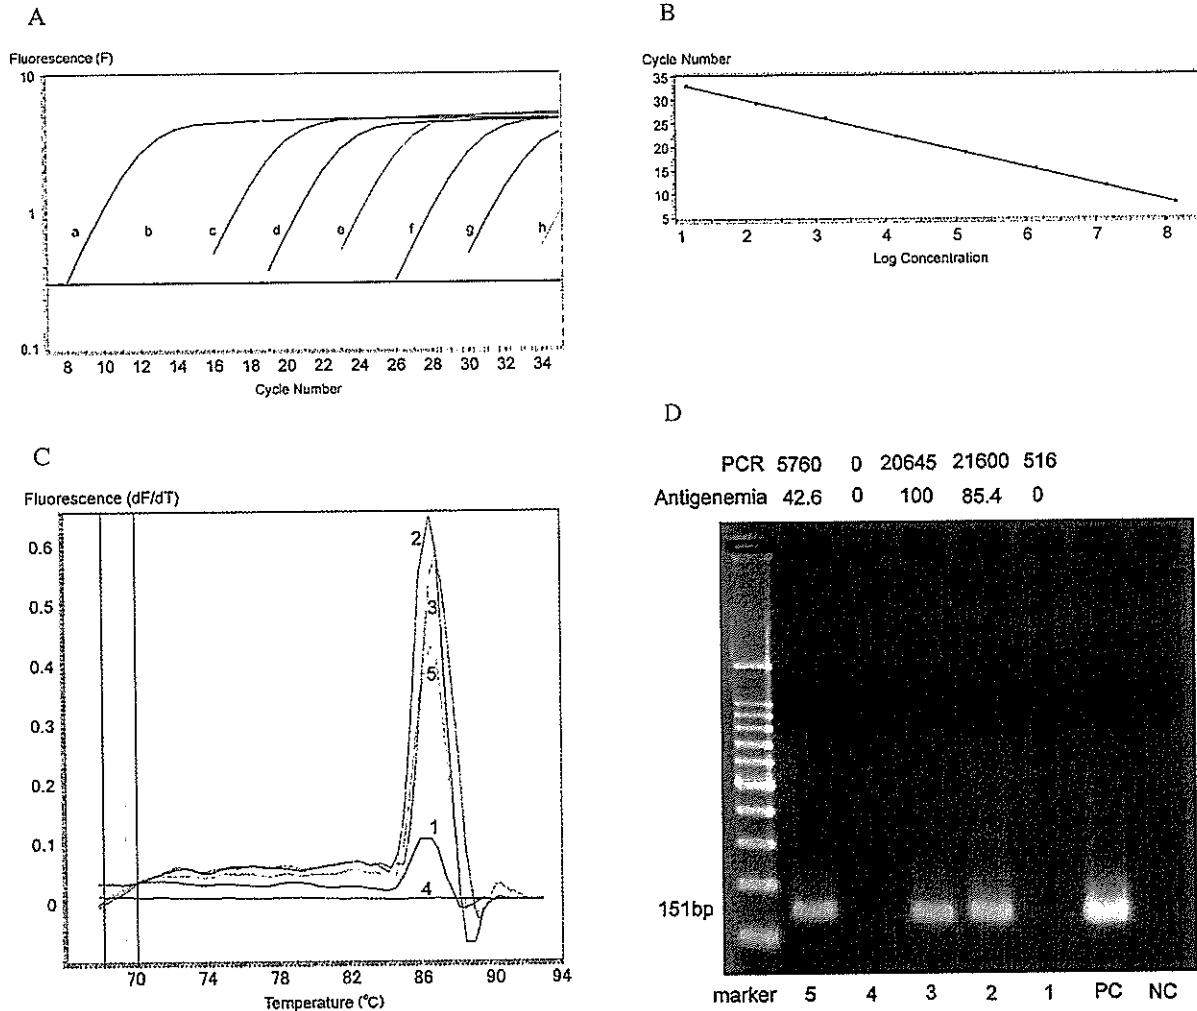 A
Fluorescence (F)
10
1
0.1
a b c d e f g h
8 10 12 14 16 18 20 22 24 26 28 30 32 34
Cycle Number
B
Cycle Number
35
30
25
20
15
10
5
1 2 3 4 5 6 7 8
Log Concentration
C
Fluorescence (dF/dT)
0.6
0.5
0.4
0.3
0.2
0.1
0
2
3
5
1
4
70 74 78 82 86 90 94
Temperature (°C)
D
PCR 5760 0 20645 21600 516
Antigenemia 42.6 0 100 85.4 0
151bp
marker 5 4 3 2 1 PC NC